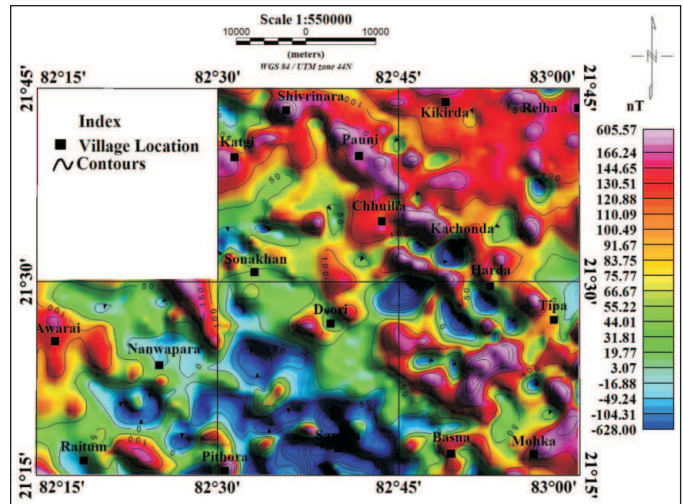 Scale 1:550000
10000 0 10000
(meters)
WGS 84 / UTM zone 44N
N
82°15' 82°30' 82°45' 83°00'
21°45' 21°45'
Index
Village Location
Contours
nT
605.57
166.24
144.65
130.51
120.88
110.09
100.49
91.67
83.75
75.77
66.67
55.22
44.01
31.81
19.77
3.07
-16.88
-49.24
-104.31
-628.00
Shivrinara
Kikirda
Relha
Katgi
Pauni
Chhuilha
Kachonda
Sonakhan
Harda
21°30' 21°30'
Deori
Tipa
Awarai
Nanwapara
Raitum
Pithora
Basna
Mohka
21°15' 21°15'
82°15' 82°30' 82°45' 83°00'